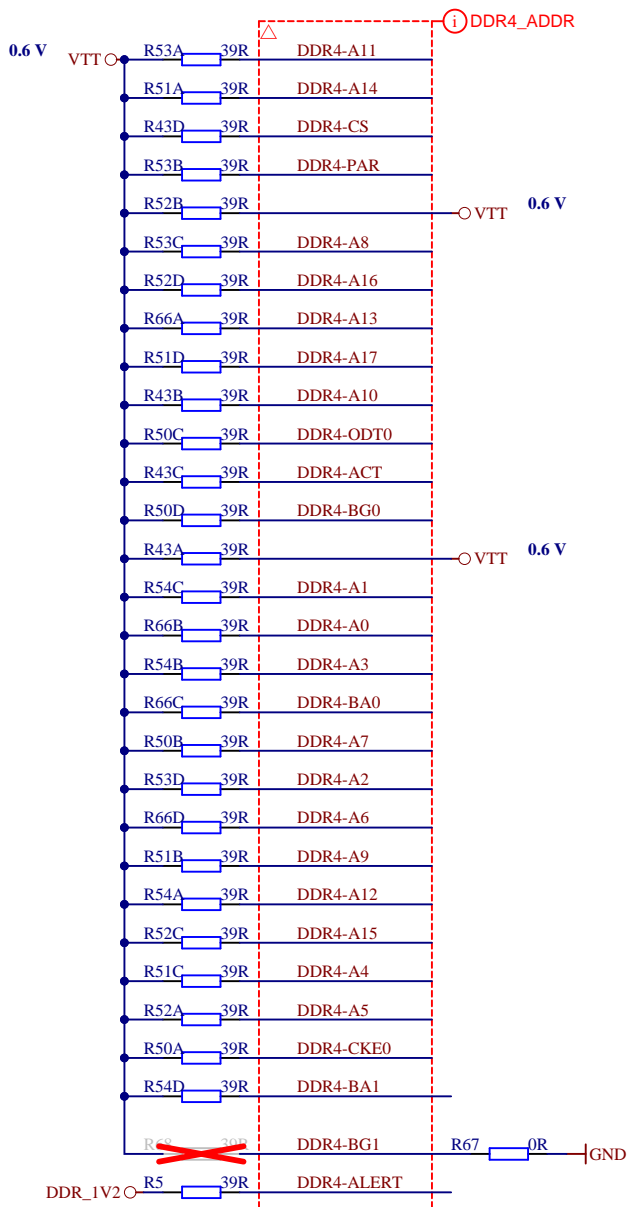 DDR4_ADDR
0.6 V VTT R53A 39R DDR4-A11
R51A 39R DDR4-A14
R43D 39R DDR4-CS
R53B 39R DDR4-PAR
R52B 39R VTT 0.6 V
R53C 39R DDR4-A8
R52D 39R DDR4-A16
R66A 39R DDR4-A13
R51D 39R DDR4-A17
R43B 39R DDR4-A10
R50C 39R DDR4-ODT0
R43C 39R DDR4-ACT
R50D 39R DDR4-BG0
R43A 39R VTT 0.6 V
R54C 39R DDR4-A1
R66B 39R DDR4-A0
R54B 39R DDR4-A3
R66C 39R DDR4-BA0
R50B 39R DDR4-A7
R53D 39R DDR4-A2
R66D 39R DDR4-A6
R51B 39R DDR4-A9
R54A 39R DDR4-A12
R52C 39R DDR4-A15
R51C 39R DDR4-A4
R52A 39R DDR4-A5
R50A 39R DDR4-CKE0
R54D 39R DDR4-BA1
R68 39R DDR4-BG1 R67 0R GND
DDR_1V2 R5 39R DDR4-ALERT